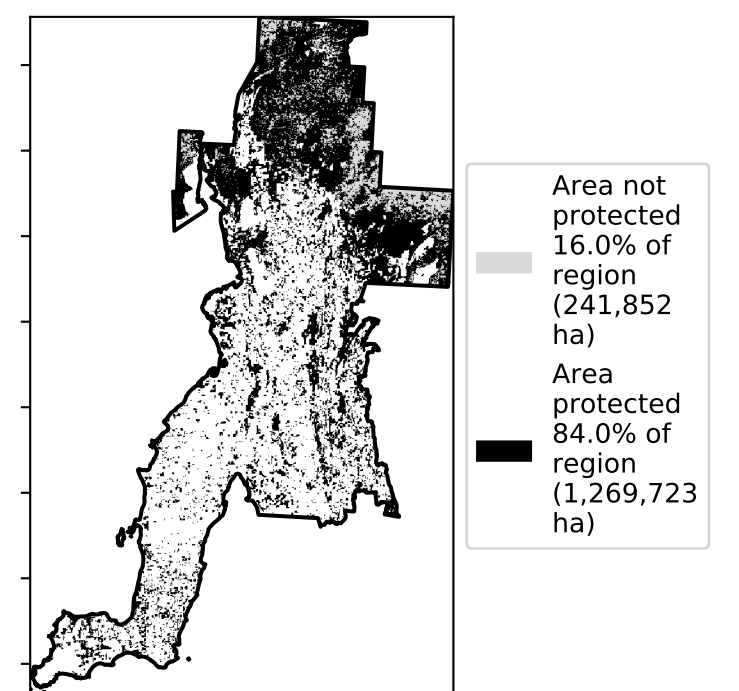 Area not
protected
16.0% of
region
(241,852
ha)
Area
protected
84.0% of
region
(1,269,723
ha)